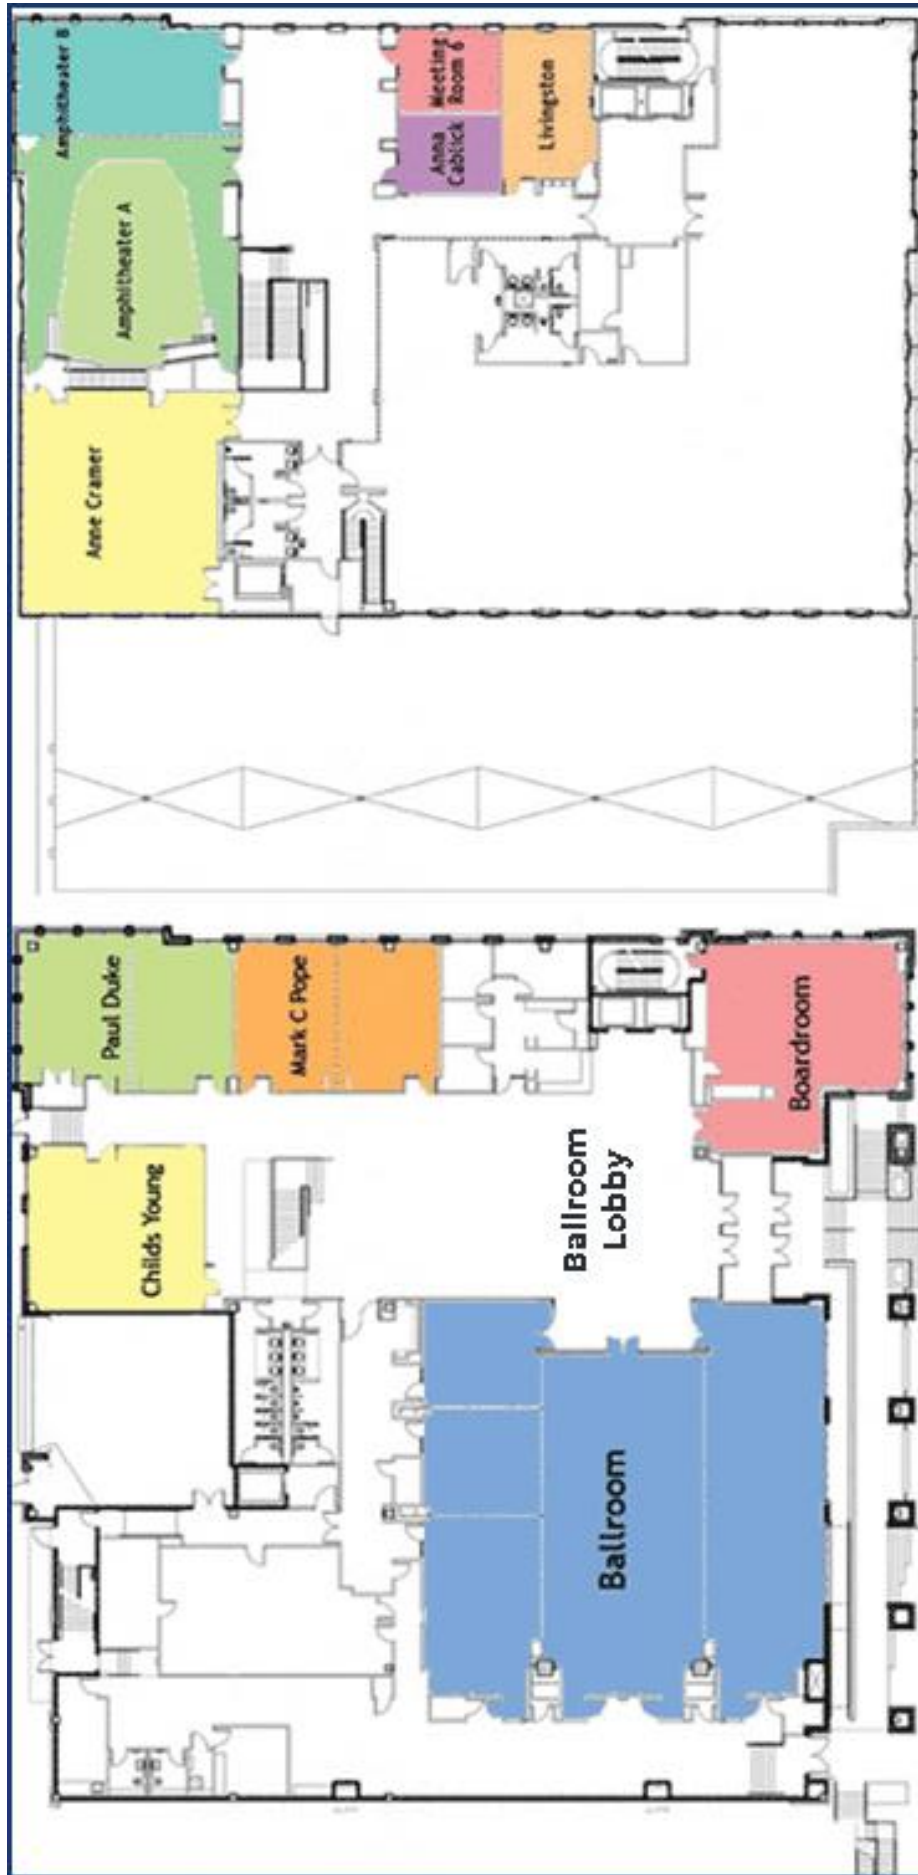 Amphitheater B
Meeting
Room 6
Livingston
Anna
Cablick
Amphitheater A
Anne Cramer
Paul Duke
Mark C Pope
Boardroom
Childs Young
Ballroom
Lobby
Ballroom